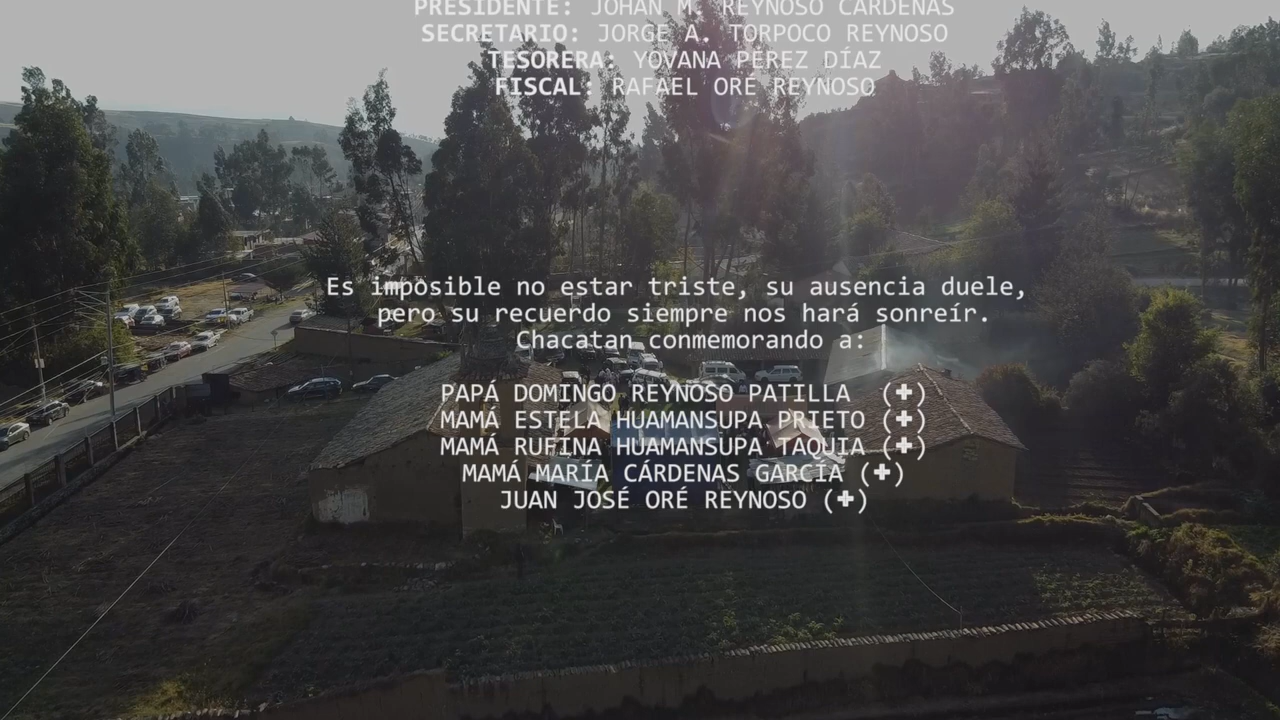 PRESIDENTE: JOHAN M. REYNOSO CÁRDENAS
SECRETARIO: JORGE A. TORPOCO REYNOSO
TESORERA: YOVANA PÉREZ DÍAZ
FISCAL: RAFAEL ORÉ REYNOSO
Es imposible no estar triste, su ausencia duele,
pero su recuerdo siempre nos hará sonreír.
Chacatan conmemorando a:
PAPÁ DOMINGO REYNOSO PATILLA (✚)
MAMÁ ESTELA HUAMANSUPA PRIETO (✚)
MAMÁ RUFINA HUAMANSUPA TAQUIA (✚)
MAMÁ MARÍA CÁRDENAS GARCÍA (✚)
JUAN JOSÉ ORÉ REYNOSO (✚)